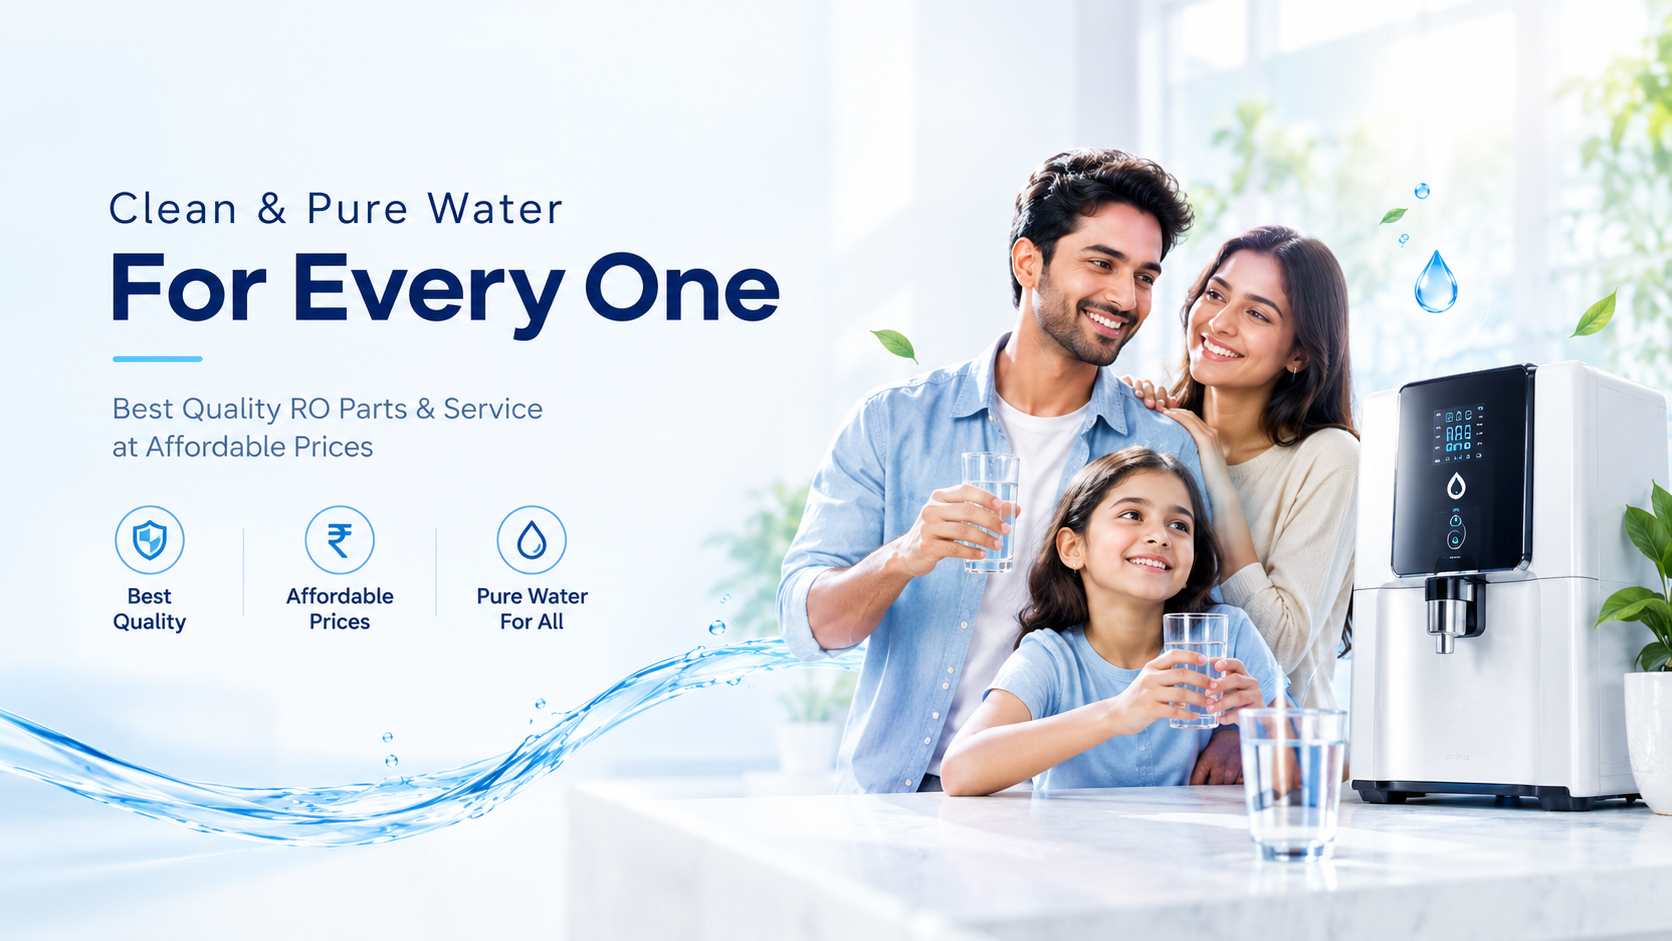 Clean & Pure Water
For Every One
Best Quality RO Parts & Service
at Affordable Prices
Best
Quality
₹
Affordable
Prices
Pure Water
For All